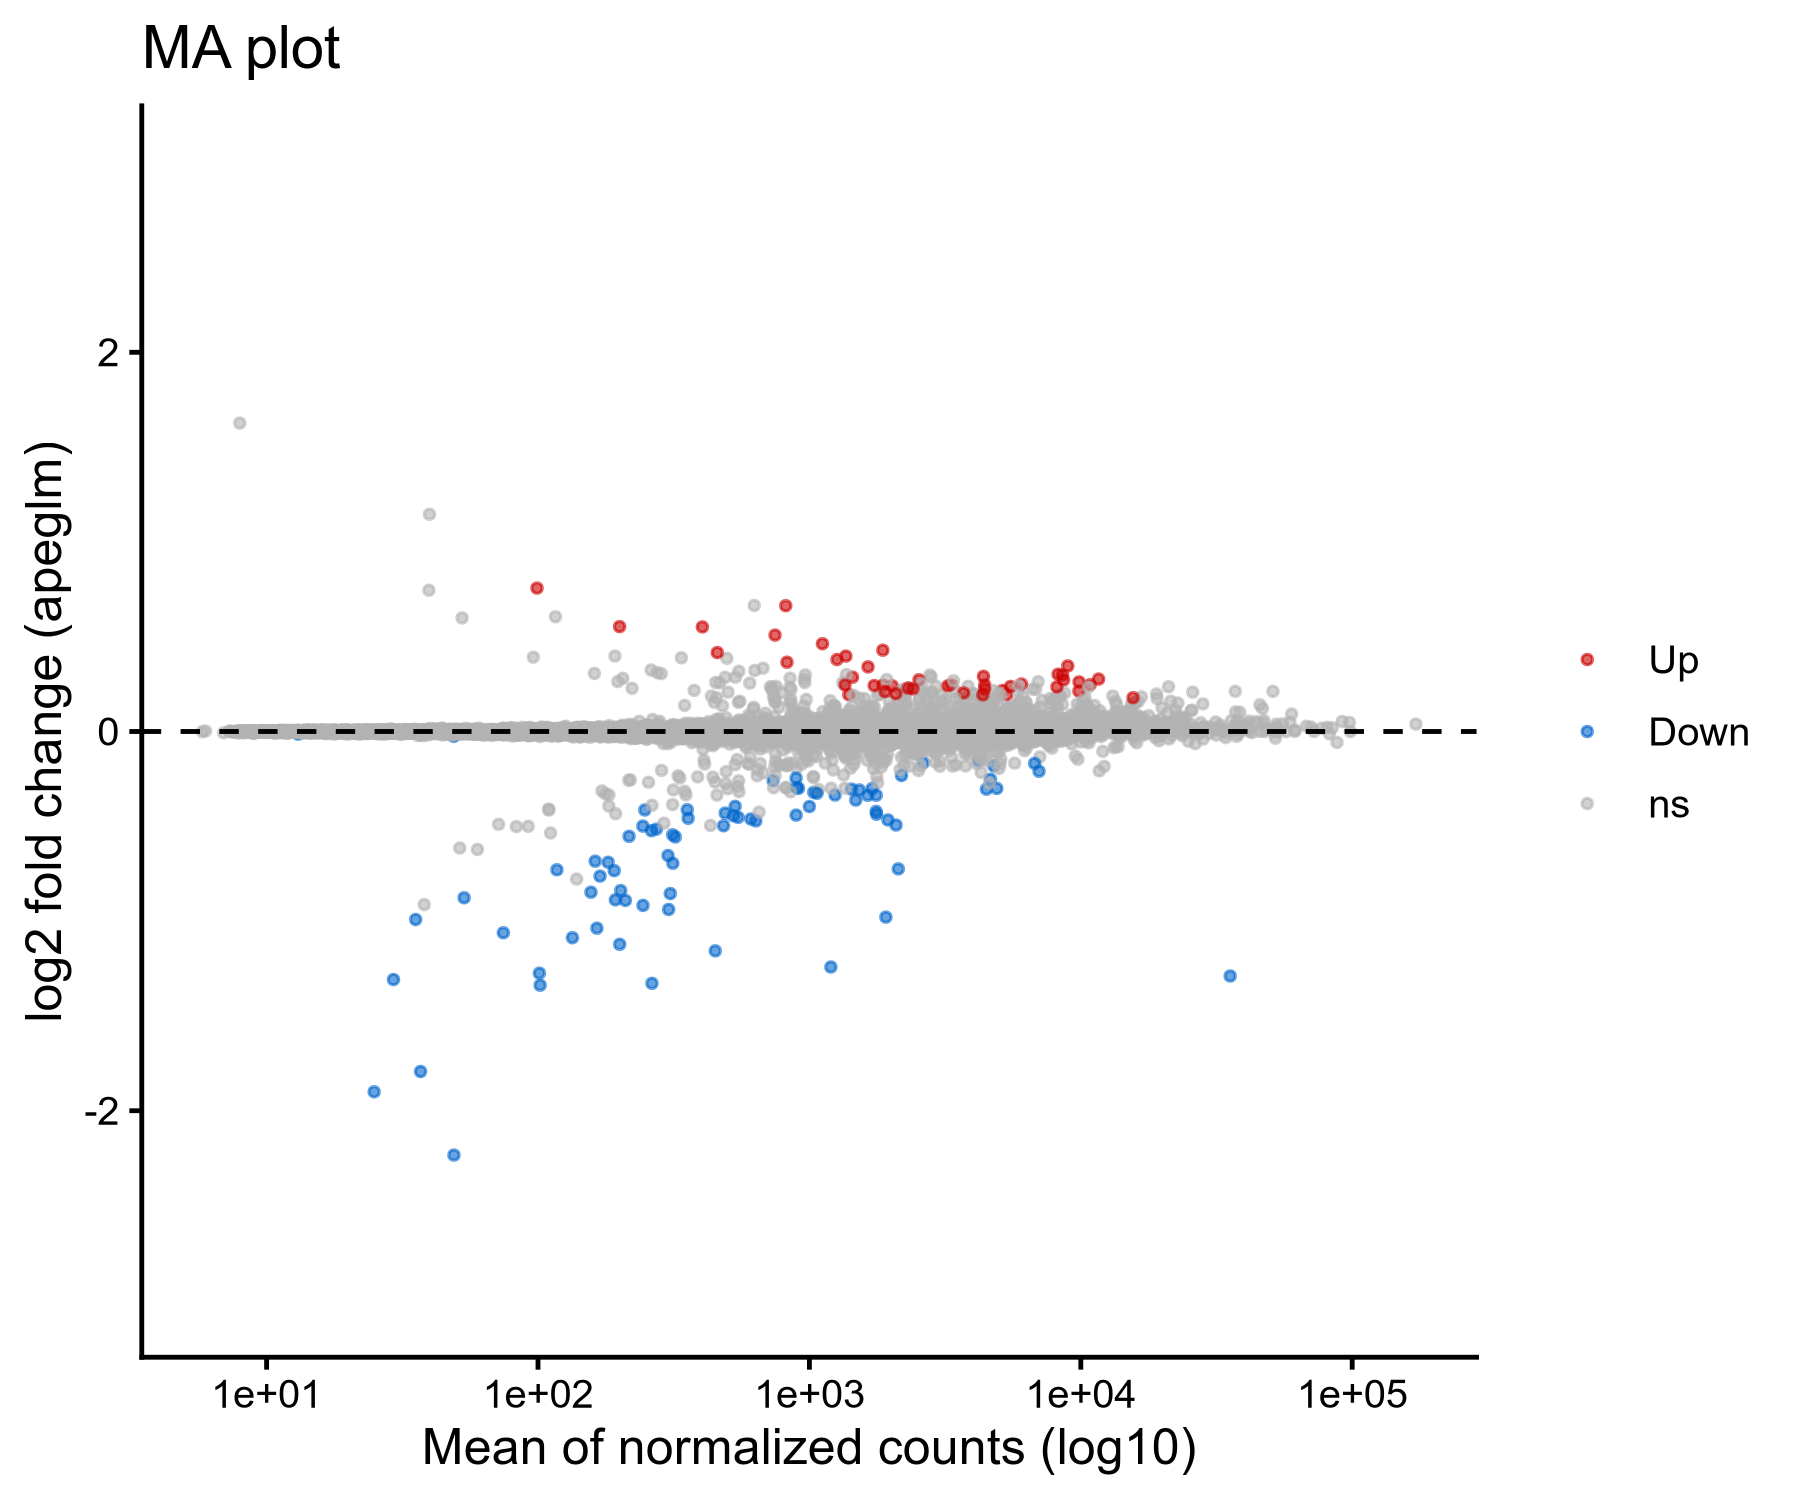 MA plot
log2 fold change (apeglm)
2
0
-2
1e+01
1e+02
1e+03
1e+04
1e+05
Mean of normalized counts (log10)
Up
Down
ns